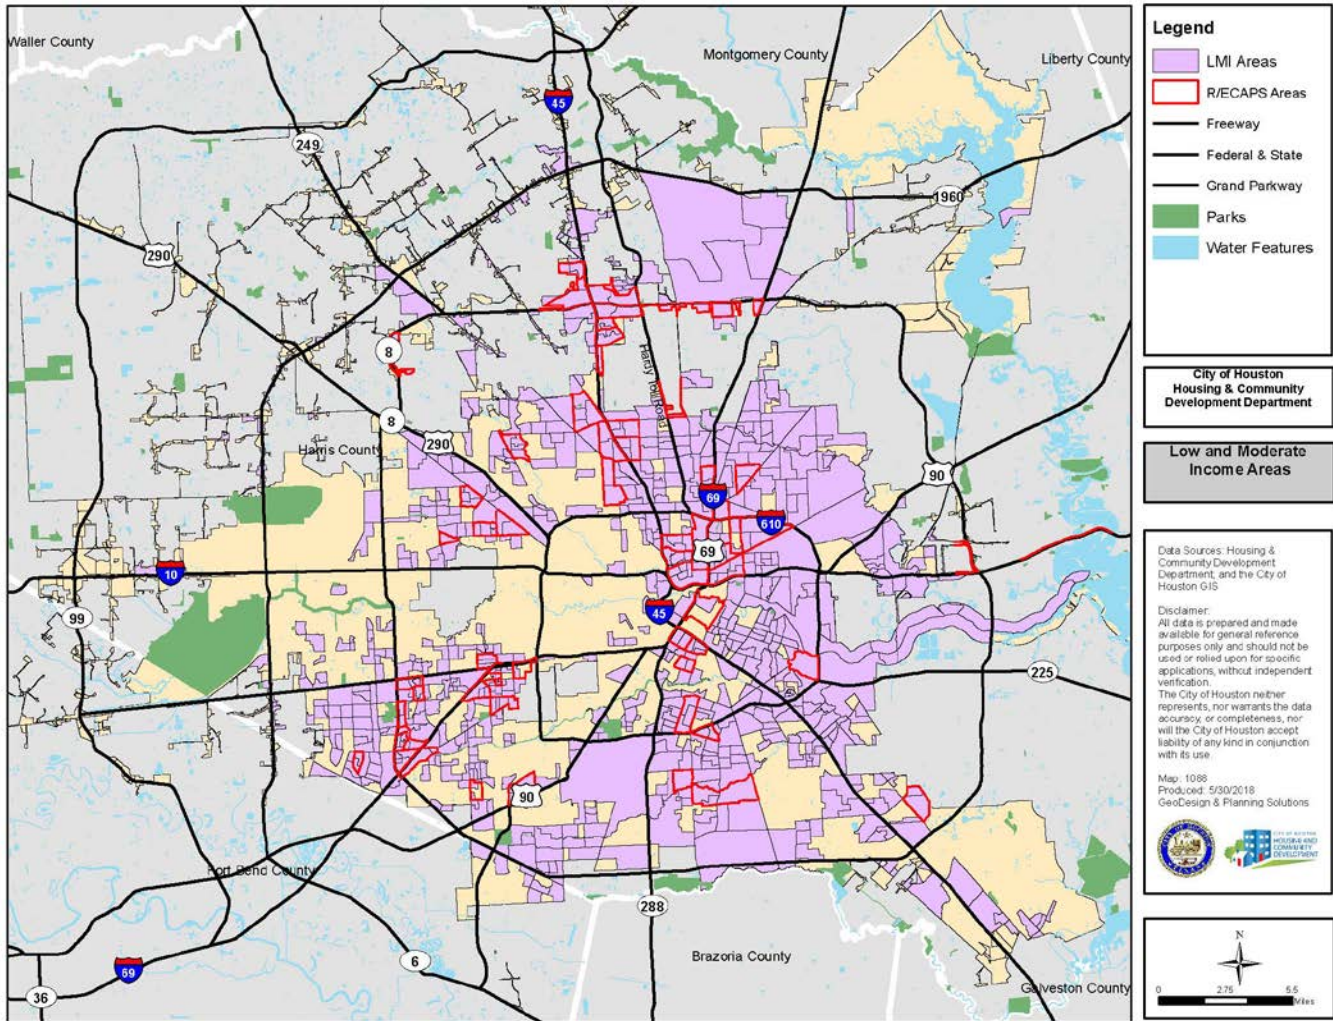 Waller County
Montgomery County
Liberty County
45
249
1960
290
8
Hardy Toll Road
8
290
Harris County
90
69
610
69
10
45
99
225
90
Fort Bend County
288
Brazoria County
6
69
36
Galveston County
Legend
LMI Areas
R/ECAPS Areas
Freeway
Federal & State
Grand Parkway
Parks
Water Features
City of Houston
Housing & Community
Development Department
Low and Moderate
Income Areas
Data Sources: Housing &
Community Development
Department; and the City of
Houston GIS
Disclaimer:
All data is prepared and made
available for general reference
purposes only and should not be
used or relied upon for specific
applications, without independent
verification.
The City of Houston neither
represents, nor warrants the data
accuracy, or completeness, nor
will the City of Houston accept
liability of any kind in conjunction
with its use.
Map: 1088
Produced: 5/30/2018
GeoDesign & Planning Solutions
CITY OF HOUSTON
HOUSING AND
COMMUNITY
DEVELOPMENT
N
0 2.75 5.5
Miles